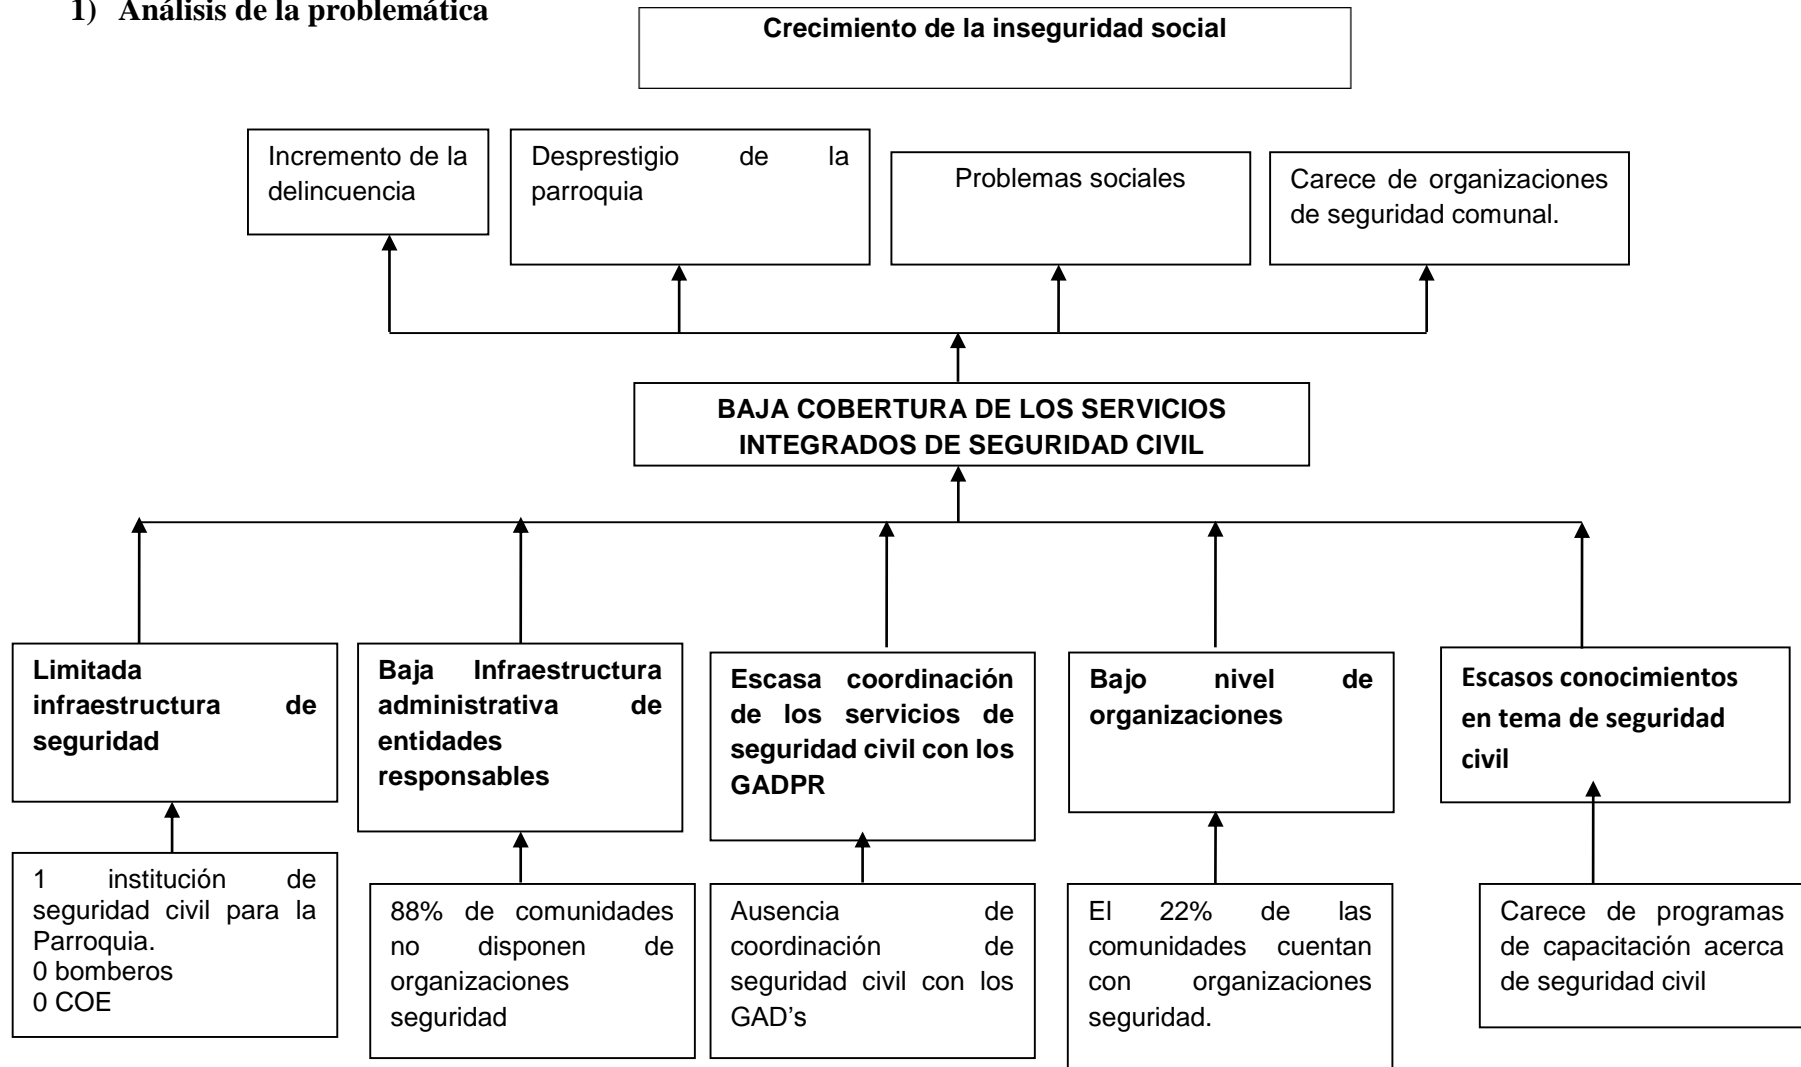 1) Análisis de la problemática
Crecimiento de la inseguridad social
Incremento de la
delincuencia
Desprestigio de la
parroquia
Problemas sociales
Carece de organizaciones
de seguridad comunal.
BAJA COBERTURA DE LOS SERVICIOS
INTEGRADOS DE SEGURIDAD CIVIL
Limitada
infraestructura de
seguridad
Baja Infraestructura
administrativa de
entidades
responsables
Escasa coordinación
de los servicios de
seguridad civil con los
GADPR
Bajo nivel de
organizaciones
Escasos conocimientos
en tema de seguridad
civil
1 institución de
seguridad civil para la
Parroquia.
0 bomberos
0 COE
88% de comunidades
no disponen de
organizaciones
seguridad
Ausencia de
coordinación de
seguridad civil con los
GAD's
El 22% de las
comunidades cuentan
con organizaciones
seguridad.
Carece de programas
de capacitación acerca
de seguridad civil